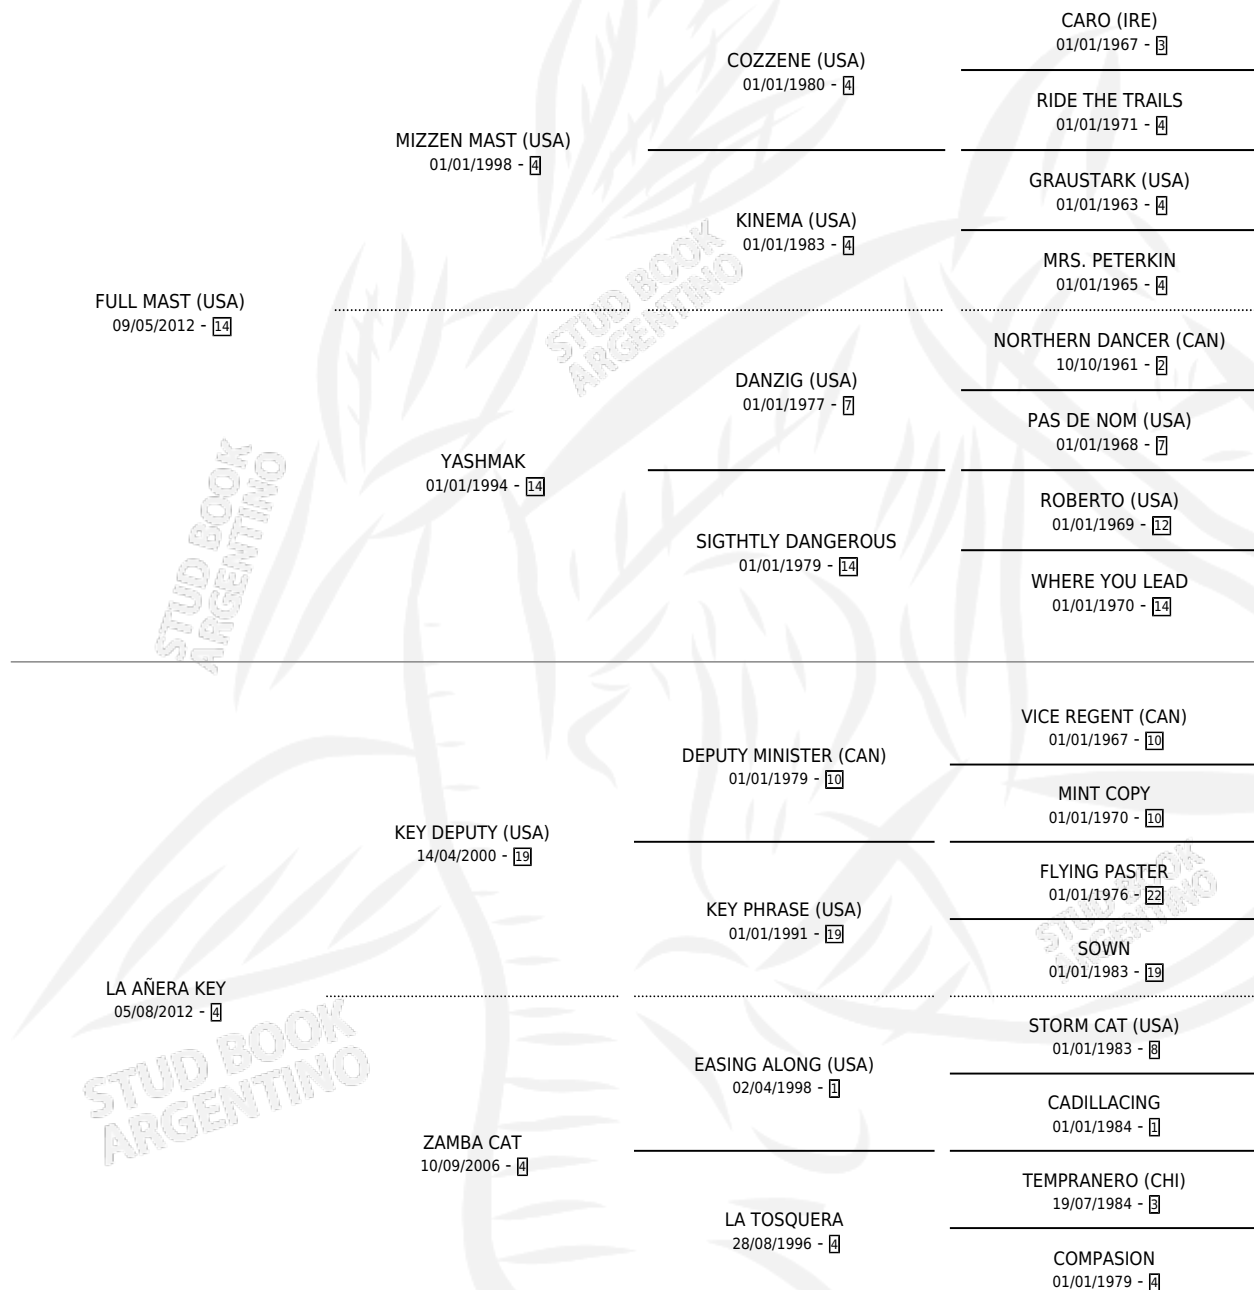 CARO (IRE)
01/01/1967 - 3
COZZENE (USA)
01/01/1980 - 4
RIDE THE TRAILS
01/01/1971 - 4
MIZZEN MAST (USA)
01/01/1998 - 4
GRAUSTARK (USA)
01/01/1963 - 4
KINEMA (USA)
01/01/1983 - 4
MRS. PETERKIN
01/01/1965 - 4
FULL MAST (USA)
09/05/2012 - 14
NORTHERN DANCER (CAN)
10/10/1961 - 2
DANZIG (USA)
01/01/1977 - 7
PAS DE NOM (USA)
01/01/1968 - 7
YASHMAK
01/01/1994 - 14
ROBERTO (USA)
01/01/1969 - 12
SIGTHTLY DANGEROUS
01/01/1979 - 14
WHERE YOU LEAD
01/01/1970 - 14
VICE REGENT (CAN)
01/01/1967 - 10
DEPUTY MINISTER (CAN)
01/01/1979 - 10
MINT COPY
01/01/1970 - 10
KEY DEPUTY (USA)
14/04/2000 - 19
FLYING PASTER
01/01/1976 - 22
KEY PHRASE (USA)
01/01/1991 - 19
SOWN
01/01/1983 - 19
LA AÑERA KEY
05/08/2012 - 4
STORM CAT (USA)
01/01/1983 - 8
EASING ALONG (USA)
02/04/1998 - 1
CADILLACING
01/01/1984 - 1
ZAMBA CAT
10/09/2006 - 4
TEMPRANERO (CHI)
19/07/1984 - 3
LA TOSQUERA
28/08/1996 - 4
COMPASION
01/01/1979 - 4
STUD BOOK
ARGENTINO
STUD BOOK
ARGENTINO
STUD BOOK
ARGENTINO
STUD BOOK
ARGENTINO